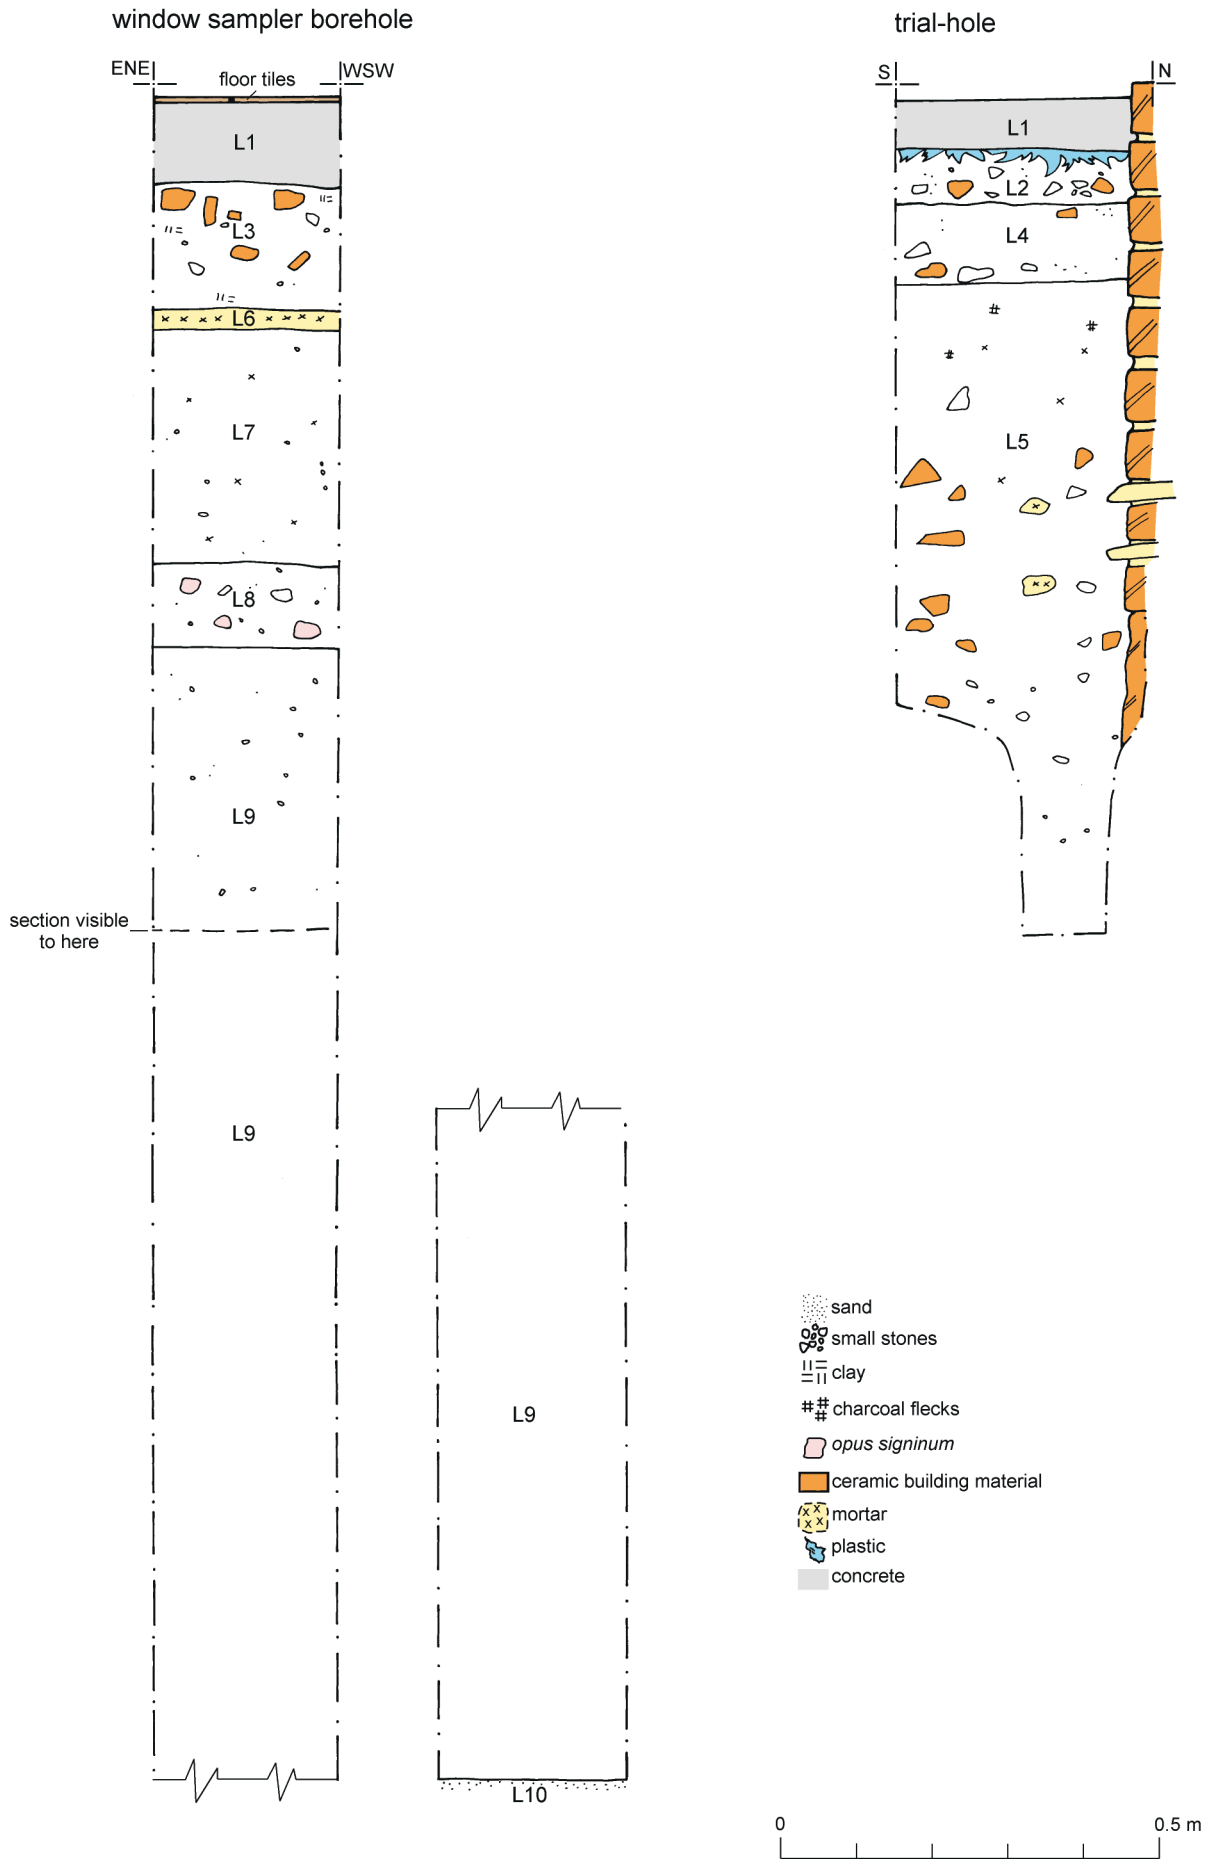 window sampler borehole
trial-hole
ENE
WSW
floor tiles
S
N
L1
L1
L2
L3
L4
L6
L7
L5
L8
L9
section visible
to here
L9
L9
L10
sand
small stones
clay
charcoal flecks
opus signinum
ceramic building material
mortar
plastic
concrete
0
0.5 m